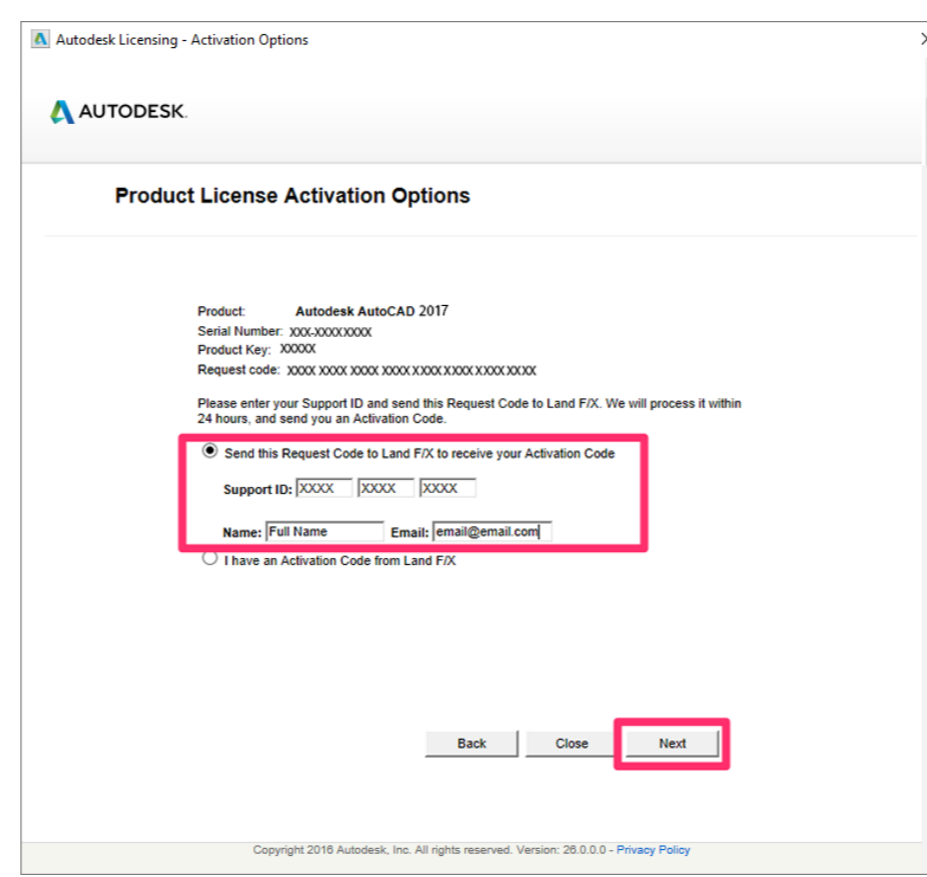 Autodesk Licensing - Activation Options
AUTODESK.
Product License Activation Options
Product: Autodesk AutoCAD 2017
Serial Number: XXX-XXXXXXXX
Product Key: XXXXX
Request code: XXXX XXXX XXXX XXXX XXXX XXXX XXXX XXXX
Please enter your Support ID and send this Request Code to Land F/X. We will process it within
24 hours, and send you an Activation Code.
Send this Request Code to Land F/X to receive your Activation Code
Support ID: XXXX XXXX XXXX
Name: Full Name Email: email@email.com
I have an Activation Code from Land F/X
Back Close Next
Copyright 2016 Autodesk, Inc. All rights reserved. Version: 26.0.0.0 - Privacy Policy